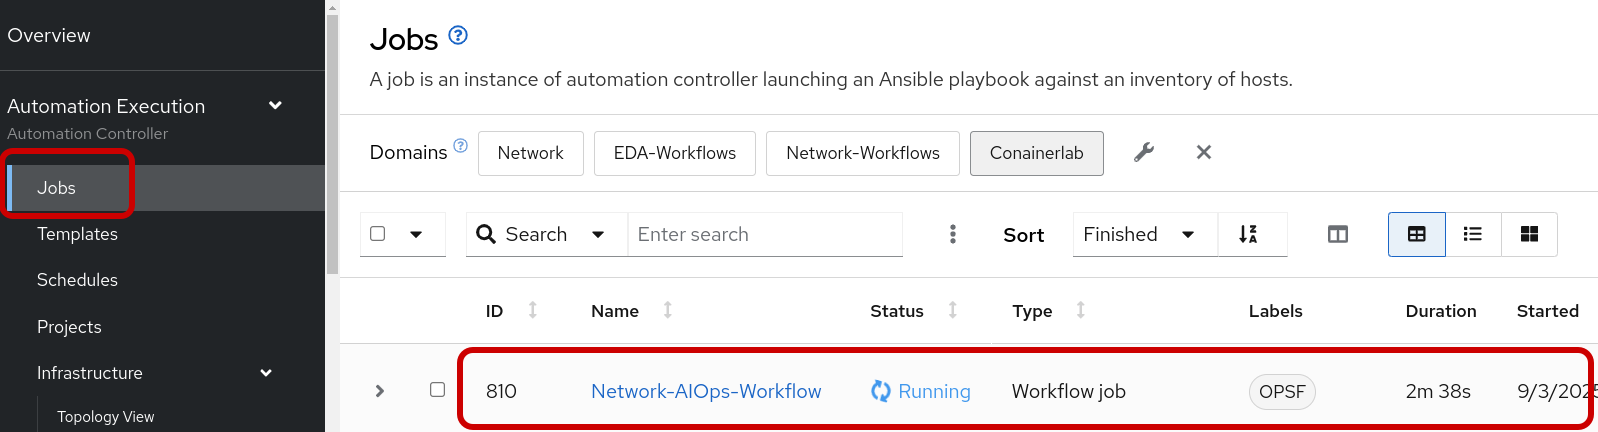 Overview
Automation Execution
Automation Controller
Jobs
Templates
Schedules
Projects
Infrastructure
Topology View
Jobs
A job is an instance of automation controller launching an Ansible playbook against an inventory of hosts.
Domains Network EDA-Workflows Network-Workflows Conainerlab
Search Enter search Sort Finished
ID Name Status Type Labels Duration Started
810 Network-AIOps-Workflow Running Workflow job OPSF 2m 38s 9/3/2025